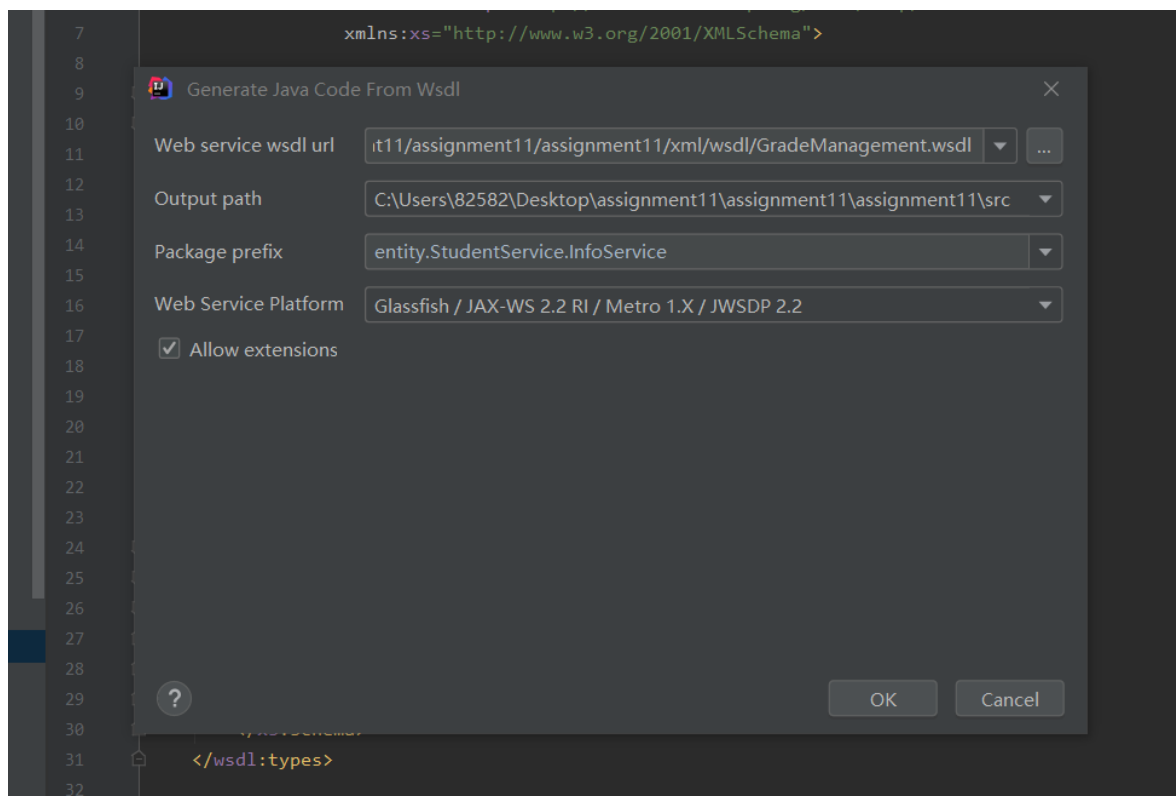 7 xmlns:xs="http://www.w3.org/2001/XMLSchema">
8
9 Generate Java Code From Wsdl
10
11 Web service wsdl url t11/assignment11/assignment11/xml/wsdl/GradeManagement.wsdl ...
12
13 Output path C:\Users\82582\Desktop\assignment11\assignment11\assignment11\src
14
15 Package prefix entity.StudentService.InfoService
16
17 Web Service Platform Glassfish / JAX-WS 2.2 RI / Metro 1.X / JWSDP 2.2
18 Allow extensions
19
20
21
22
23
24
25
26
27
28
29 ? OK Cancel
30
31 </wsdl:types>
32